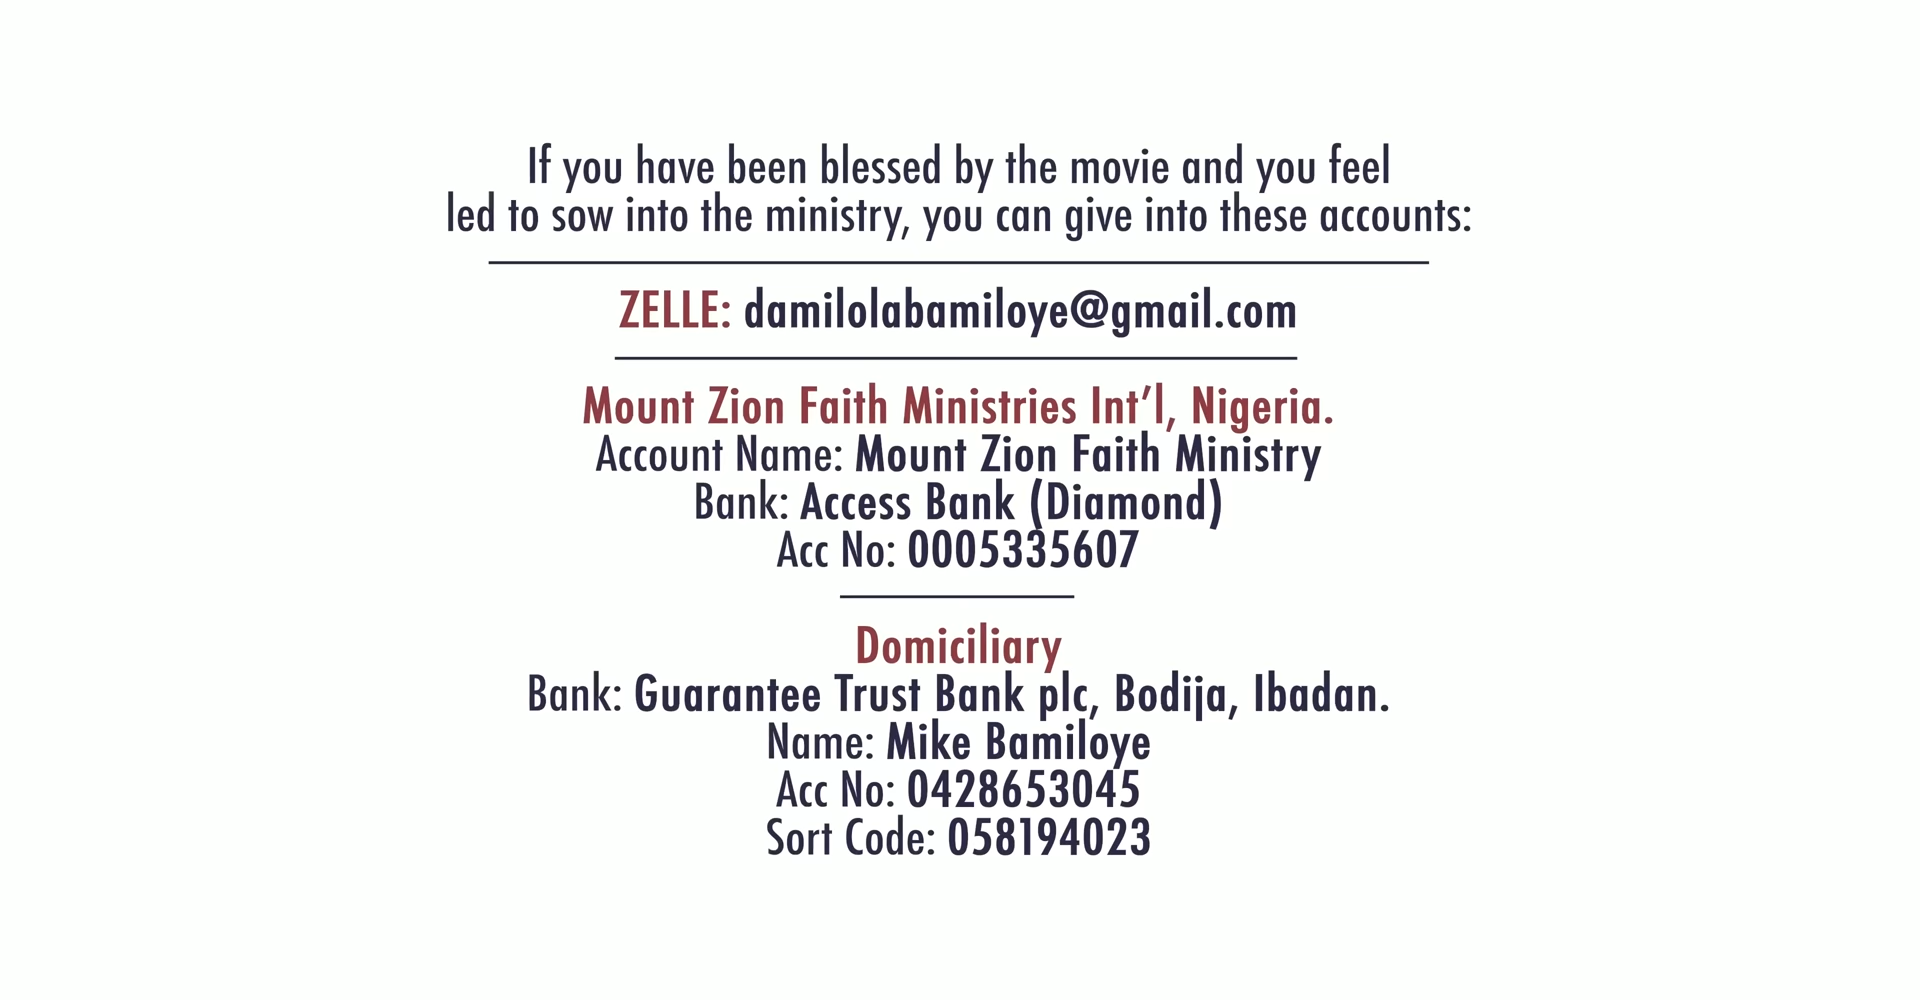 If you have been blessed by the movie and you feel
led to sow into the ministry, you can give into these accounts:
ZELLE: damilolabamiloye@gmail.com
Mount Zion Faith Ministries Int’l, Nigeria.
Account Name: Mount Zion Faith Ministry
Bank: Access Bank (Diamond)
Acc No: 0005335607
Domiciliary
Bank: Guarantee Trust Bank plc, Bodija, Ibadan.
Name: Mike Bamiloye
Acc No: 0428653045
Sort Code: 058194023